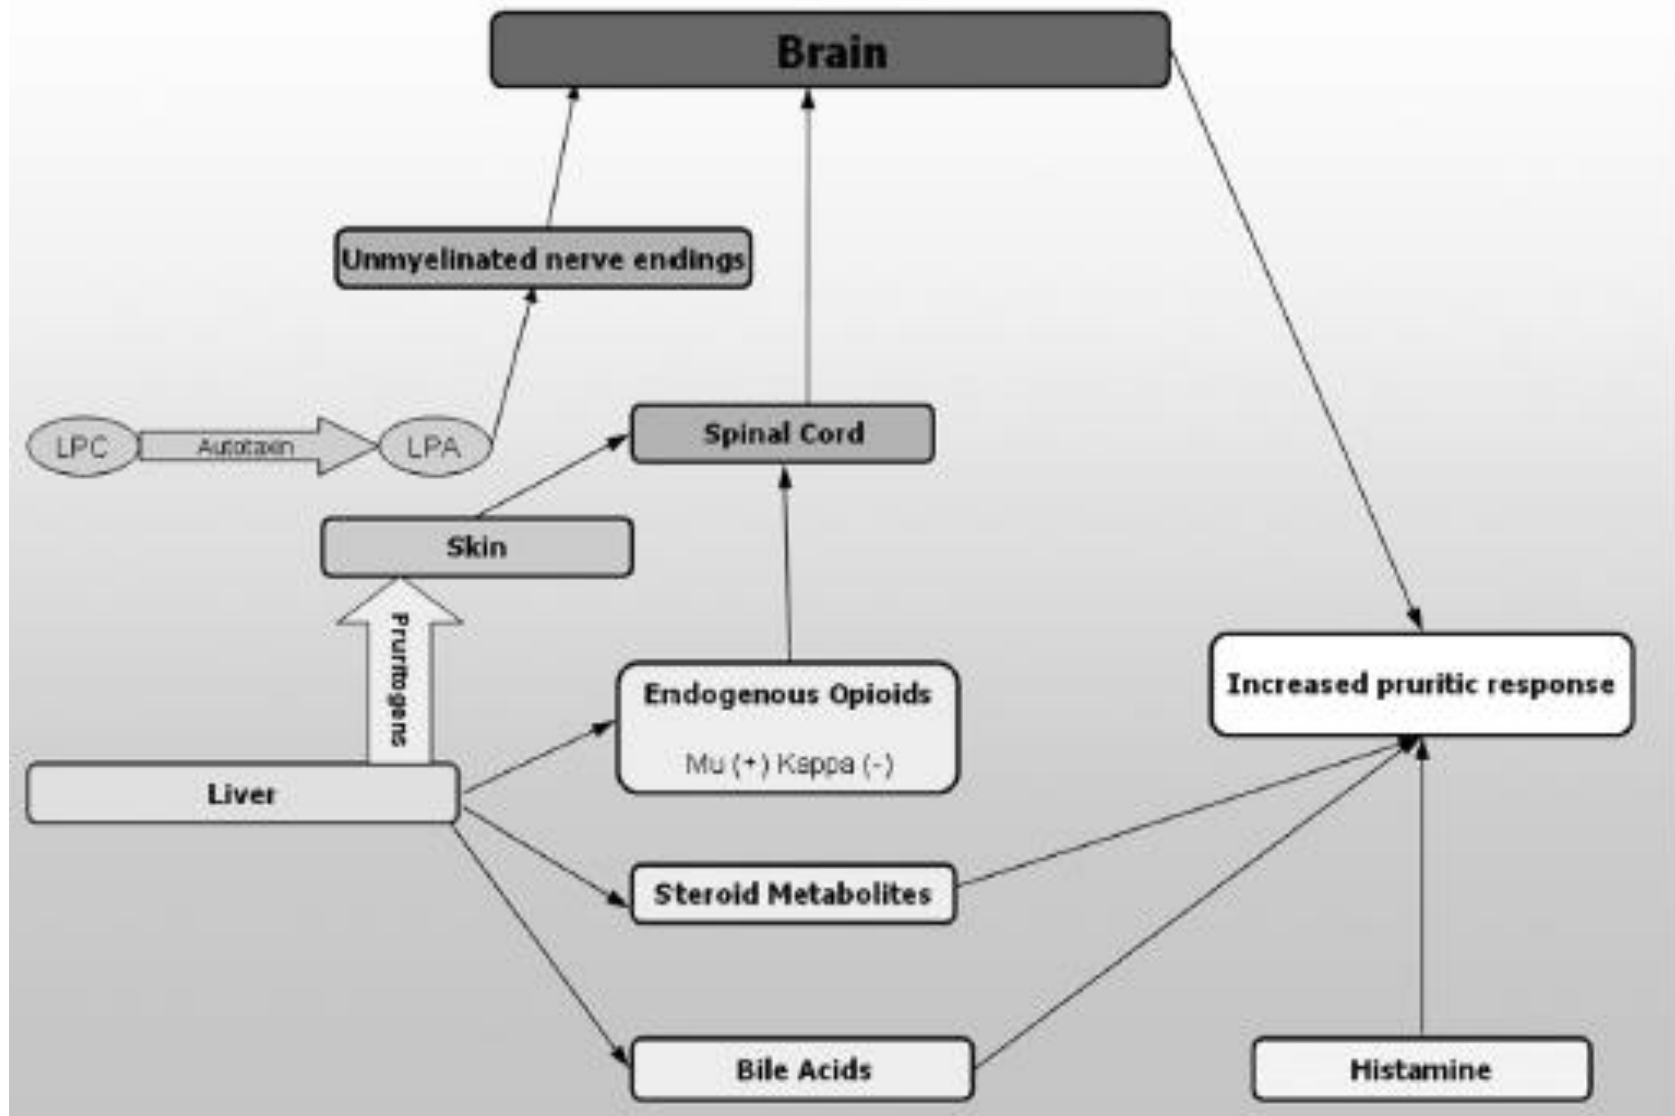 Brain
Unmyelinated nerve endings
LPC
Autotaxin
LPA
Spinal Cord
Skin
Pruritogens
Endogenous Opioids
Mu (+) Kappa (-)
Increased pruritic response
Liver
Steroid Metabolites
Bile Acids
Histamine